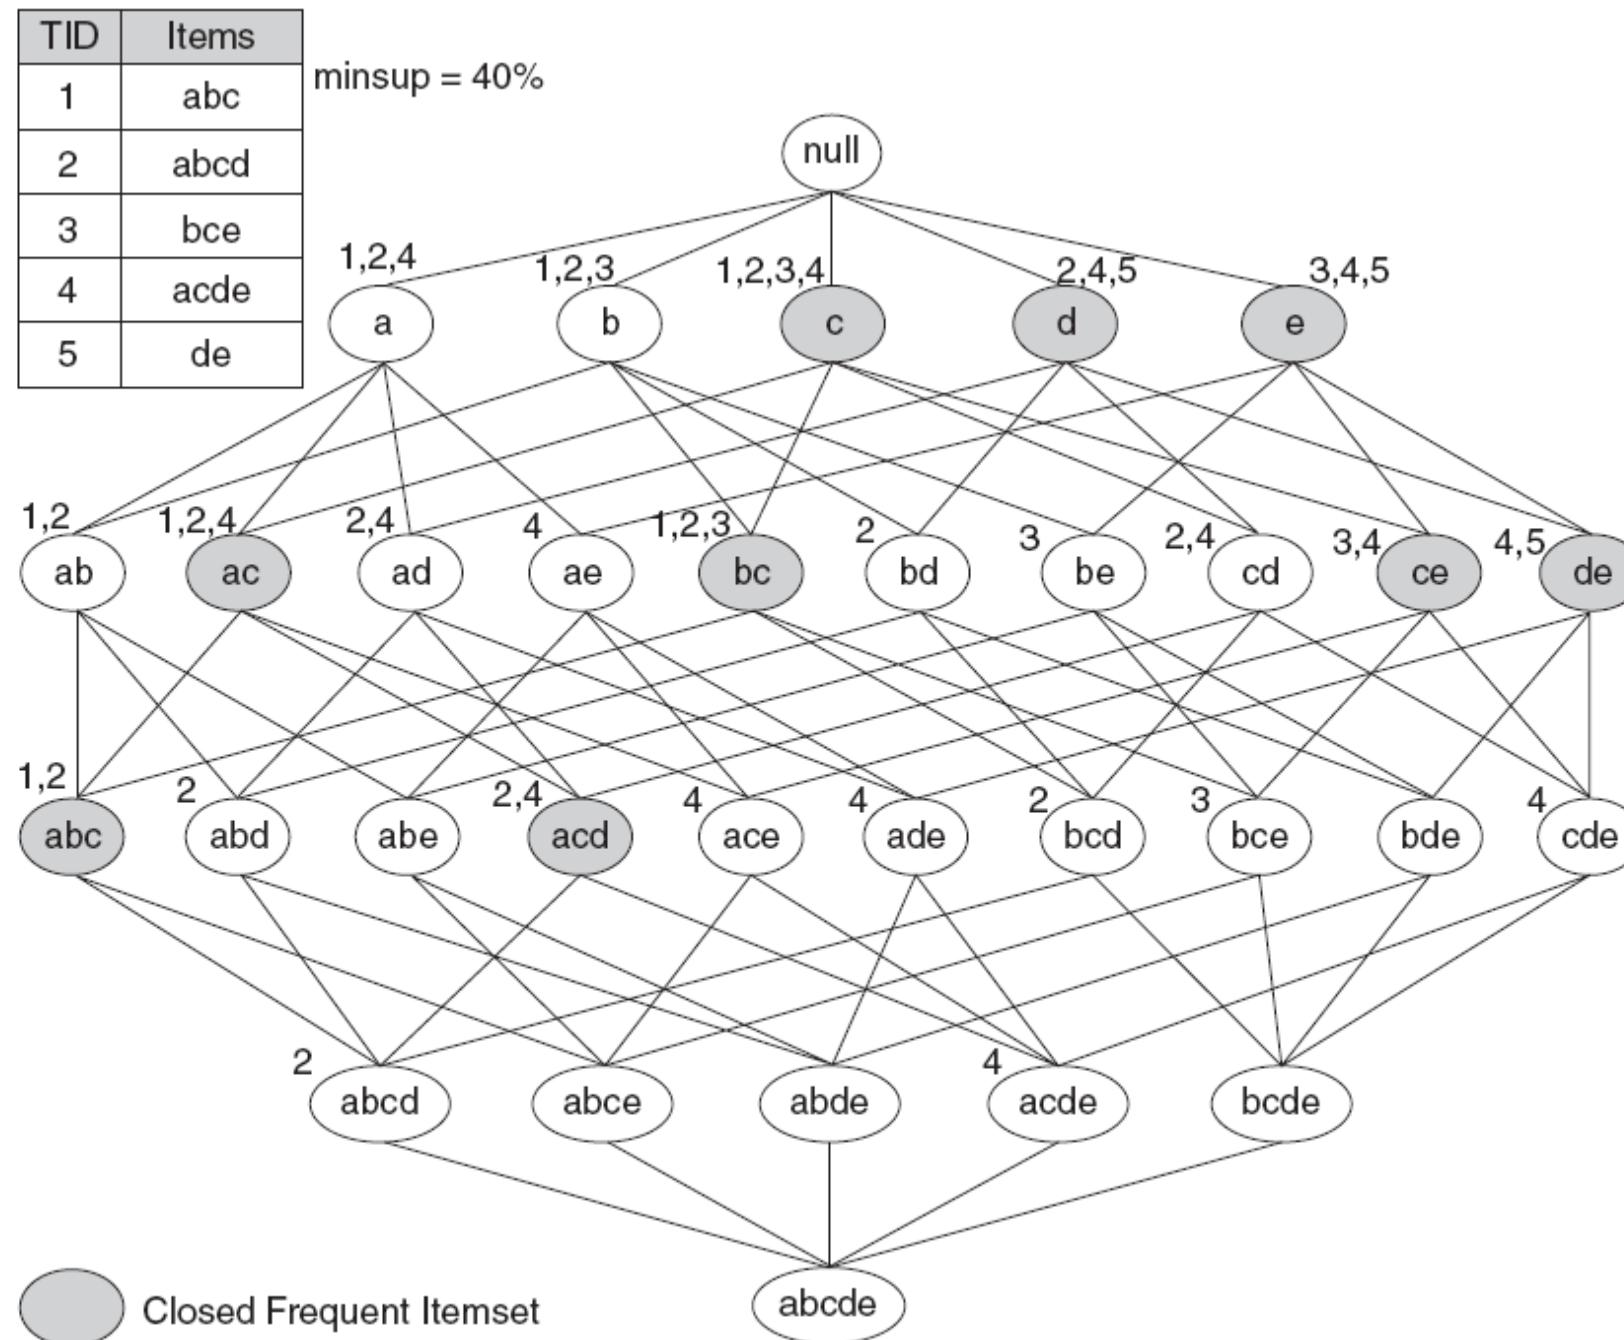 TID Items
1 abc
2 abcd
3 bce
4 acde
5 de
minsup = 40%
null
1,2,4 1,2,3 1,2,3,4 2,4,5 3,4,5
a b c d e
1,2 1,2,4 2,4 4 1,2,3 2 3 2,4 3,4 4,5
ab ac ad ae bc bd be cd ce de
1,2 2 2,4 4 4 2 3 4
abc abd abe acd ace ade bcd bce bde cde
2 4
abcd abce abde acde bcde
abcde
Closed Frequent Itemset